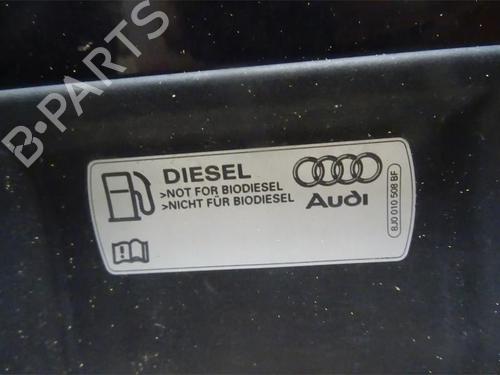 B·PARTS
DIESEL
>NOT FOR BIODIESEL
>NICHT FÜR BIODIESEL
Audi
8J0 010 508 BF